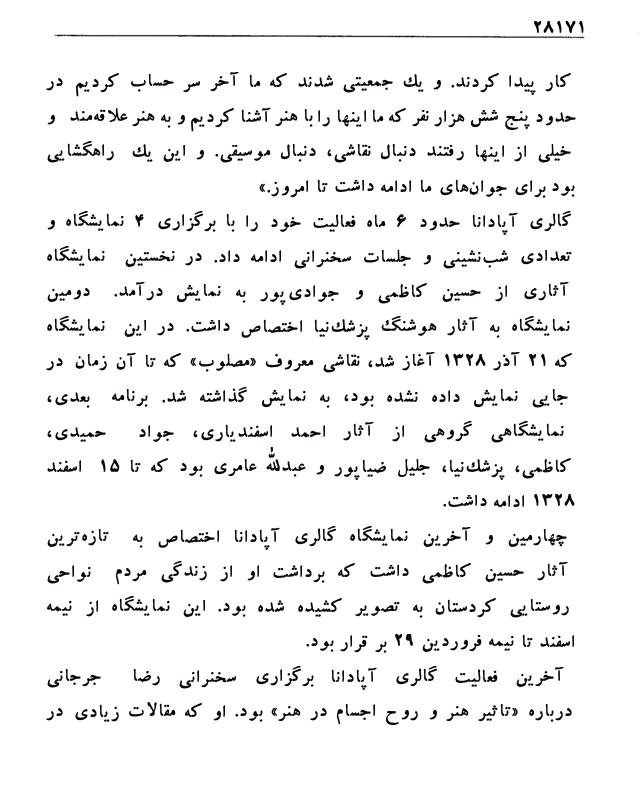 ۲۸۱۷۱
کار پیدا کردند. و یك جمعیتی شدند که ما آخر سر حساب کردیم در
حدود پنج شش هزار نفر که ما اینها را با هنر آشنا کردیم و به هنر علاقه‌مند و
خیلی از اینها رفتند دنبال نقاشی، دنبال موسیقی. و این یك راهگشایی
بود برای جوان‌های ما ادامه داشت تا امروز.»
گالری آپادانا حدود ۶ ماه فعالیت خود را با برگزاری ۴ نمایشگاه و
تعدادی شب‌نشینی و جلسات سخنرانی ادامه داد. در نخستین نمایشگاه
آثاری از حسین کاظمی و جوادی‌پور به نمایش درآمد. دومین
نمایشگاه به آثار هوشنگ پزشك‌نیا اختصاص داشت. در این نمایشگاه
که ۲۱ آذر ۱۳۲۸ آغاز شد، نقاشی معروف «مصلوب» که تا آن زمان در
جایی نمایش داده نشده بود، به نمایش گذاشته شد. برنامه بعدی،
نمایشگاهی گروهی از آثار احمد اسفندیاری، جواد حمیدی،
کاظمی، پزشك‌نیا، جلیل ضیاپور و عبدالله عامری بود که تا ۱۵ اسفند
۱۳۲۸ ادامه داشت.
چهارمین و آخرین نمایشگاه گالری آپادانا اختصاص به تازه‌ترین
آثار حسین کاظمی داشت که برداشت او از زندگی مردم نواحی
روستایی کردستان به تصویر کشیده شده بود. این نمایشگاه از نیمه
اسفند تا نیمه فروردین ۲۹ بر قرار بود.
آخرین فعالیت گالری آپادانا برگزاری سخنرانی رضا جرجانی
درباره «تاثیر هنر و روح اجسام در هنر» بود. او که مقالات زیادی در